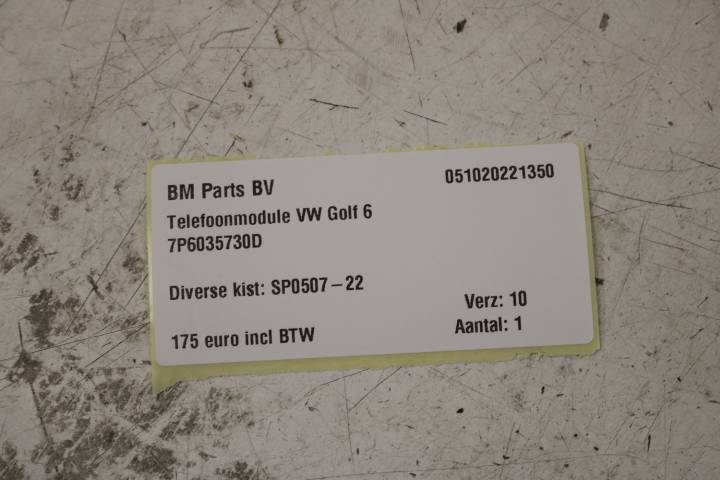 BM Parts BV
051020221350
Telefoonmodule VW Golf 6
7P6035730D
Diverse kist: SP0507-22
Verz: 10
175 euro incl BTW
Aantal: 1